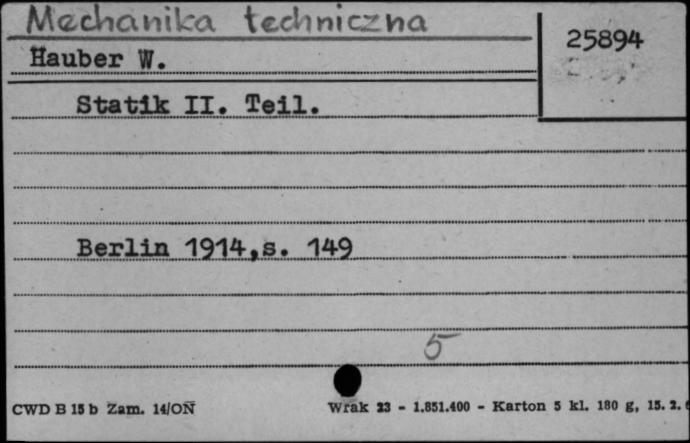 Mechanika techniczna
25894
Hauber W.
Statik II. Teil.
Berlin 1914,s. 149
5
CWD B 15 b Zam. 14/ON
Wrak 23 - 1.851.400 - Karton 5 kl. 180 g, 15. 2.